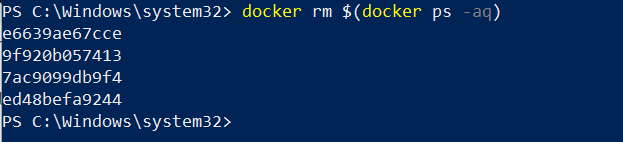 PS C:\Windows\system32> docker rm $(docker ps -aq)
e6639ae67cce
9f920b057413
7ac9099db9f4
ed48befa9244
PS C:\Windows\system32>